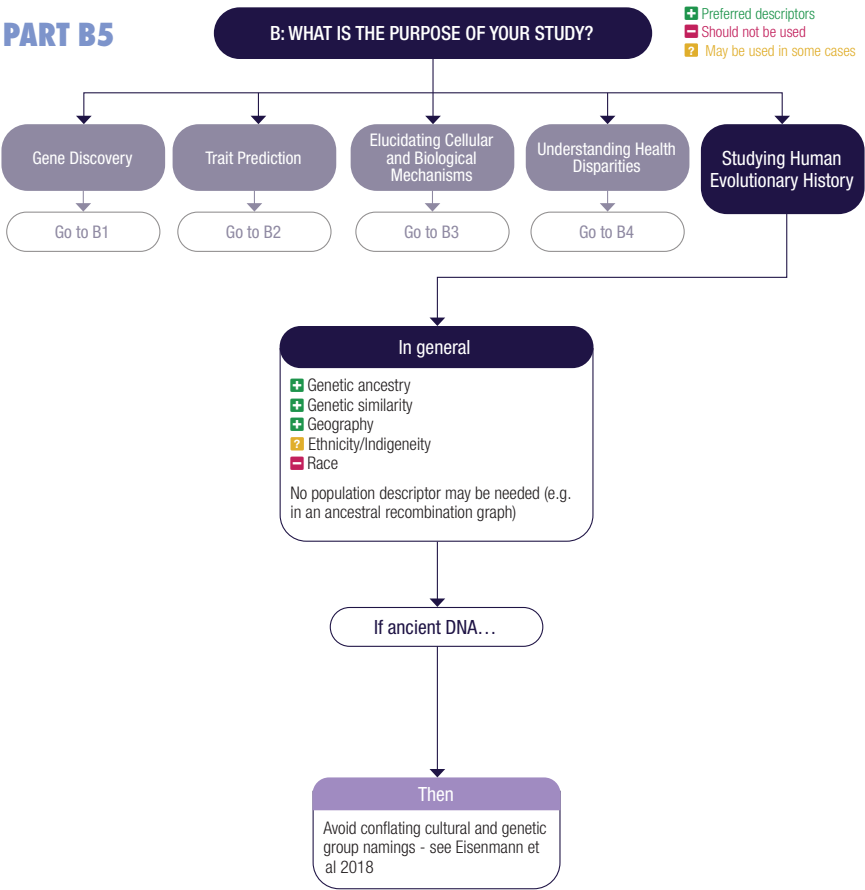 PART B5
B: WHAT IS THE PURPOSE OF YOUR STUDY?
+ Preferred descriptors
− Should not be used
? May be used in some cases
Gene Discovery
Trait Prediction
Elucidating Cellular
and Biological
Mechanisms
Understanding Health
Disparities
Studying Human
Evolutionary History
Go to B1
Go to B2
Go to B3
Go to B4
In general
+ Genetic ancestry
+ Genetic similarity
+ Geography
? Ethnicity/Indigeneity
− Race
No population descriptor may be needed (e.g.
in an ancestral recombination graph)
If ancient DNA…
Then
Avoid conflating cultural and genetic
group namings - see Eisenmann et
al 2018